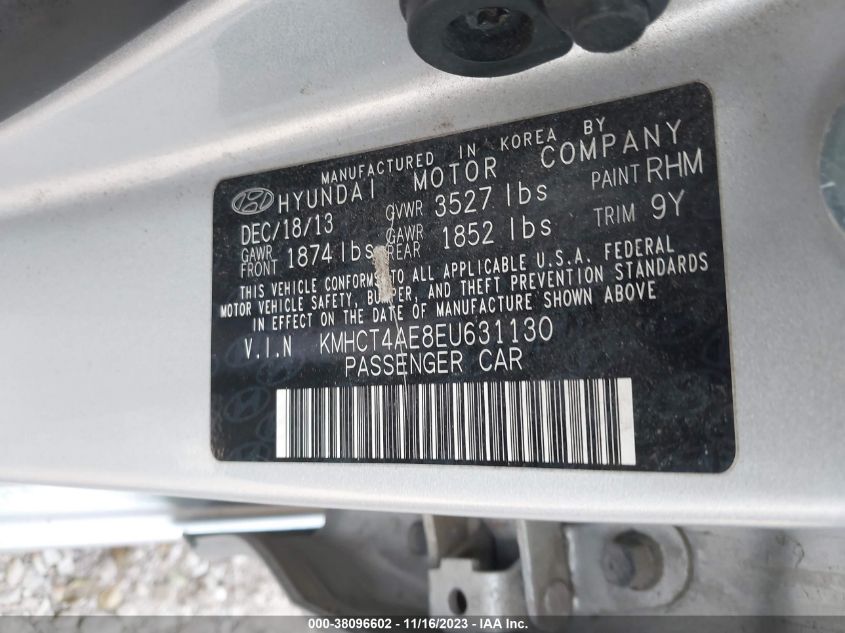 MANUFACTURED IN KOREA BY
HYUNDAI MOTOR COMPANY
DEC/18/13 GVWR 3527 lbs PAINT RHM
GAWR FRONT 1874 lbs GAWR REAR 1852 lbs TRIM 9Y
THIS VEHICLE CONFORMS TO ALL APPLICABLE U.S.A. FEDERAL
MOTOR VEHICLE SAFETY, BUMPER, AND THEFT PREVENTION STANDARDS
IN EFFECT ON THE DATE OF MANUFACTURE SHOWN ABOVE
V.I.N KMHCT4AE8EU631130
PASSENGER CAR
000-38096602 - 11/16/2023 - IAA Inc.